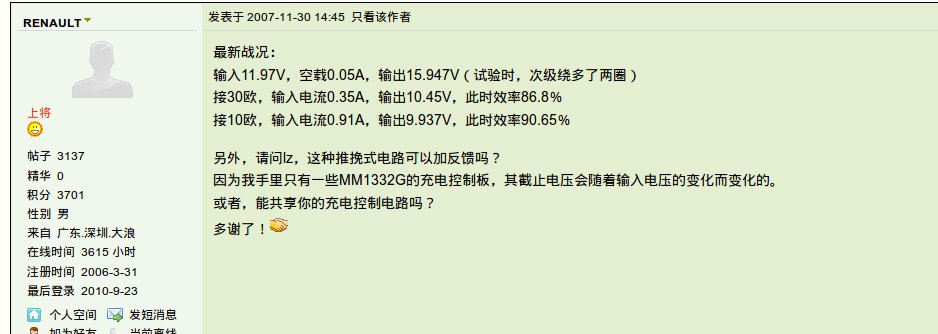 RENAULT
发表于 2007-11-30 14:45 只看该作者
上将
帖子 3137
精华 0
积分 3701
性别 男
来自 广东.深圳.大浪
在线时间 3615 小时
注册时间 2006-3-31
最后登录 2010-9-23
个人空间 发短消息
加为好友 当前离线
最新战况：
输入11.97V，空载0.05A，输出15.947V（试验时，次级绕多了两圈）
接30欧，输入电流0.35A，输出10.45V，此时效率86.8%
接10欧，输入电流0.91A，输出9.937V，此时效率90.65%
另外，请问lz，这种推挽式电路可以加反馈吗？
因为我手里只有一些MM1332G的充电控制板，其截止电压会随着输入电压的变化而变化的。
或者，能共享你的充电控制电路吗？
多谢了！